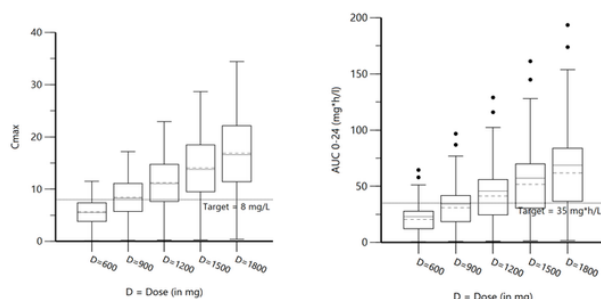 40
30
20
10
0
Cmax
Target = 8 mg/L
D=600
D=900
D=1200
D=1500
D=1800
D = Dose (in mg)
200
150
100
50
0
AUC 0-24 (mg*h/l)
Target = 35 mg*h/L
D=600
D=900
D=1200
D=1500
D=1800
D = Dose (in mg)